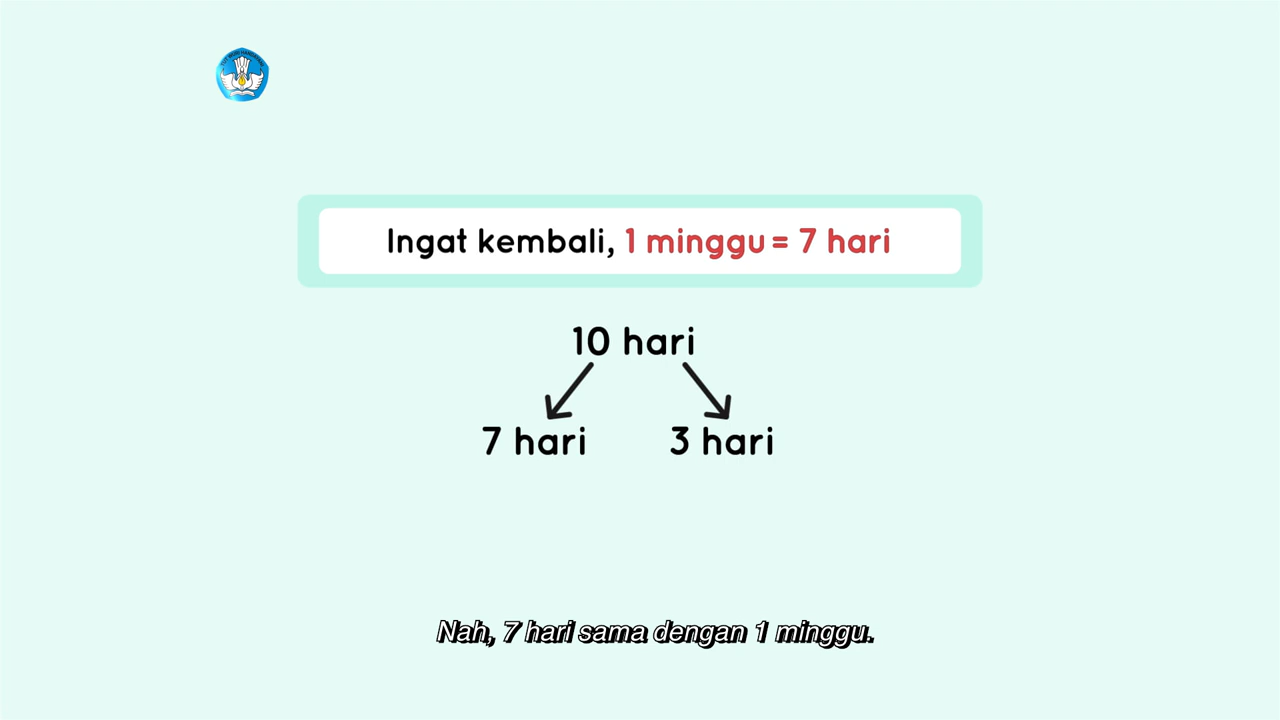 Ingat kembali, 1 minggu = 7 hari
10 hari
7 hari 3 hari
Nah, 7 hari sama dengan 1 minggu.